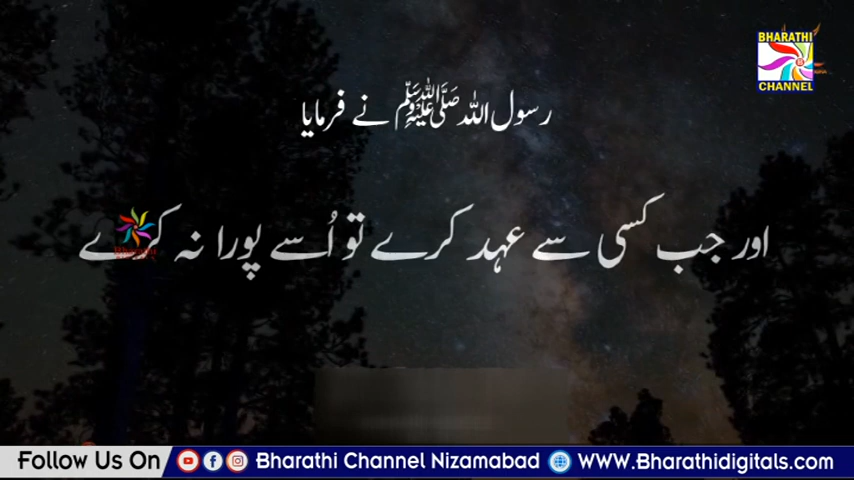 BHARATHI
CHANNEL
رسول اللہ ﷺ نے فرمایا
اور جب کسی سے عہد کرے تو اُسے پورا نہ کرے
Follow Us On Bharathi Channel Nizamabad WWW.Bharathidigitals.com